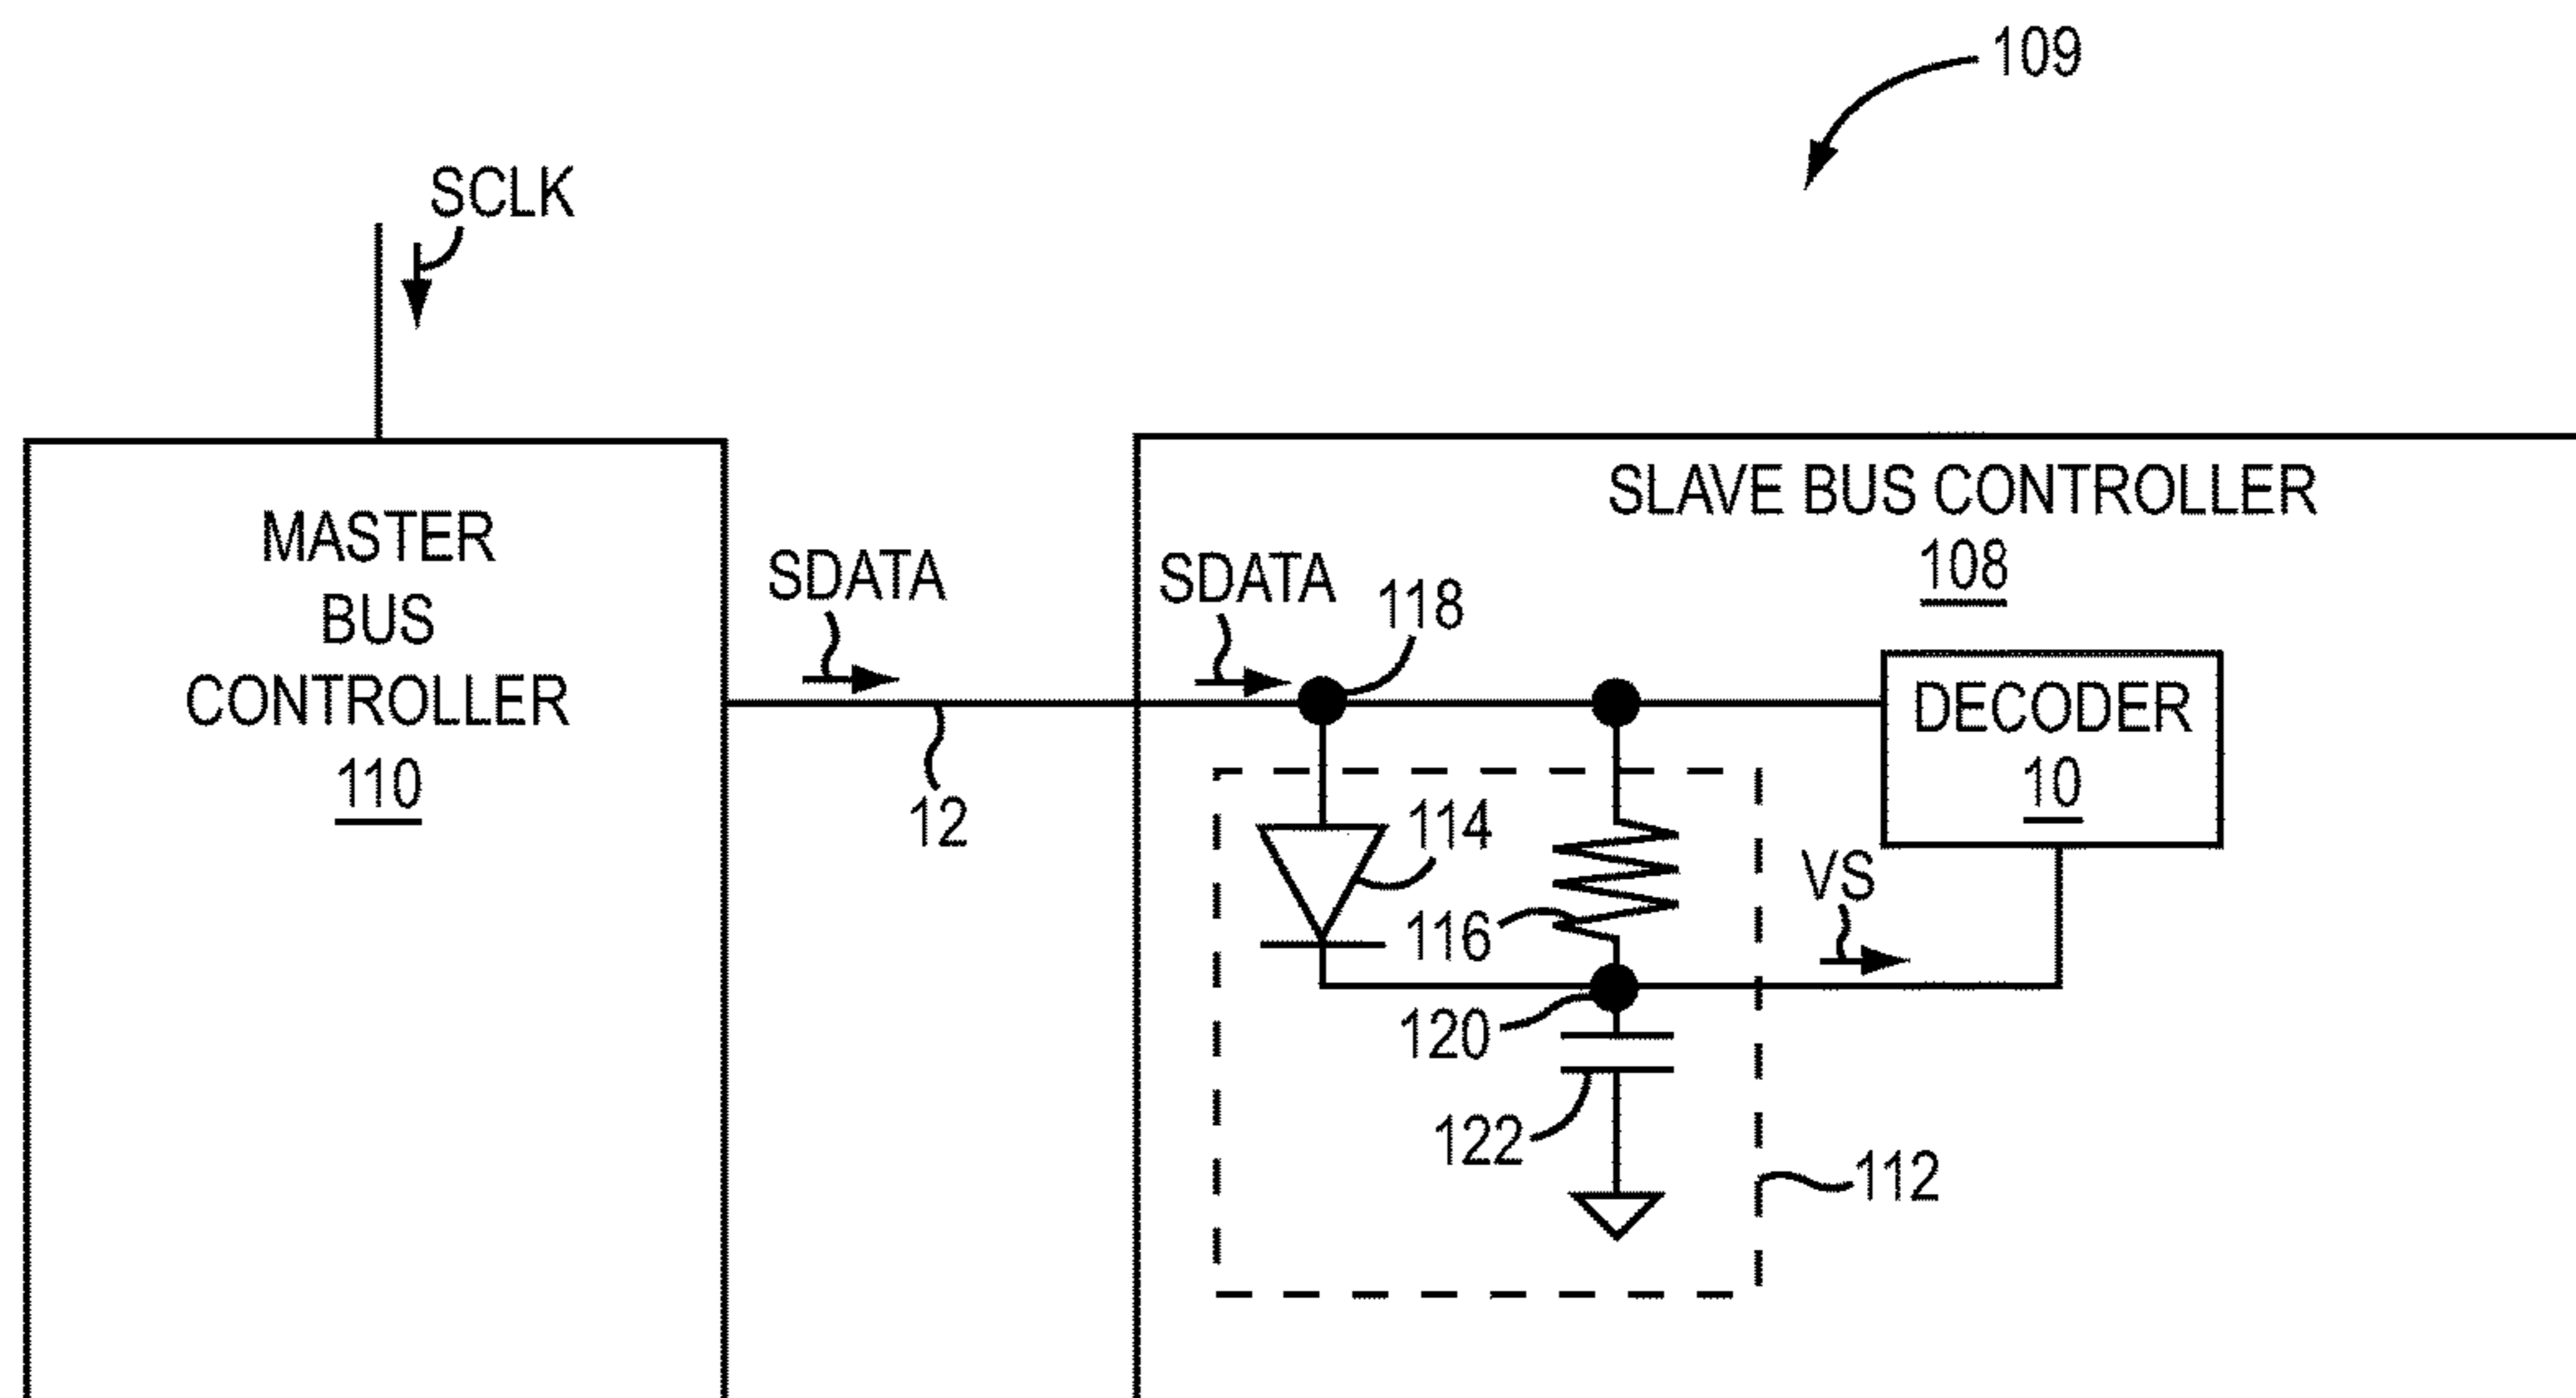 109
SCLK
MASTER
BUS
CONTROLLER
110
SDATA
12
SLAVE BUS CONTROLLER
108
SDATA
118
DECODER
10
114
116
VS
120
122
112